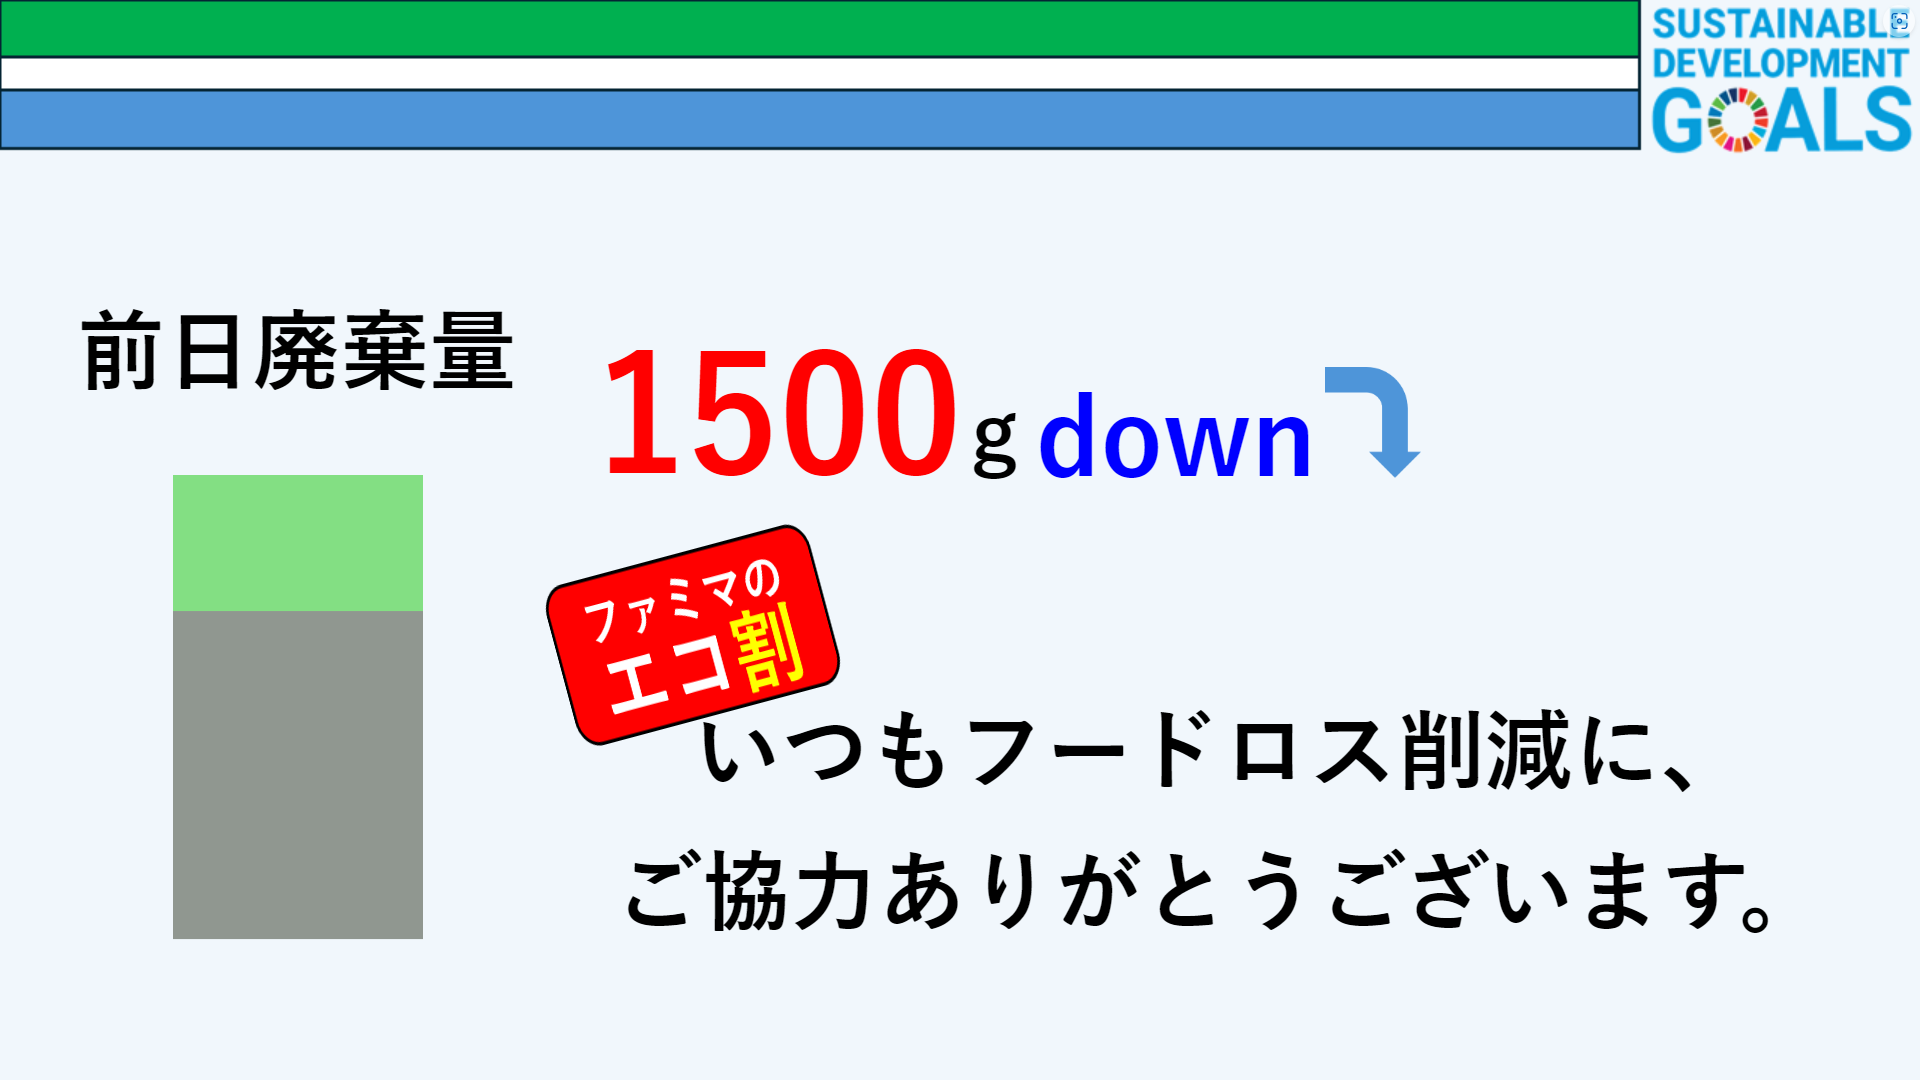 SUSTAINABLE
DEVELOPMENT
GOALS
前日廃棄量
1500g down
ファミマの
エコ割
いつもフードロス削減に、
ご協力ありがとうございます。